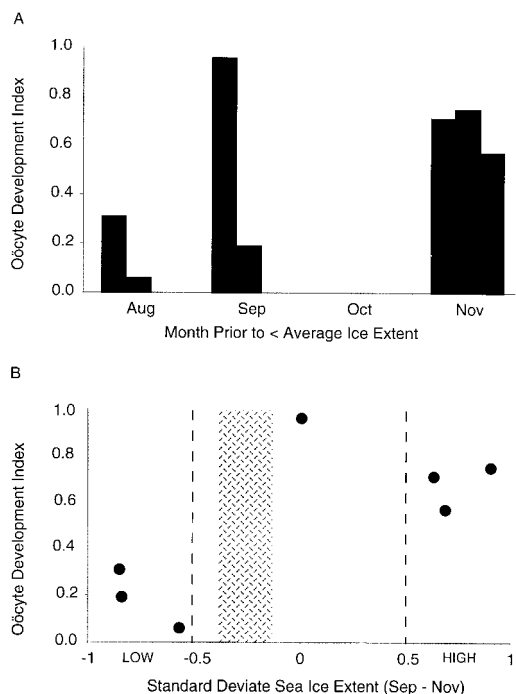 A
Oöcyte Development Index
1.0
0.8
0.6
0.4
0.2
0.0
Aug Sep Oct Nov
Month Prior to < Average Ice Extent
B
Oöcyte Development Index
1.0
0.8
0.6
0.4
0.2
0.0
-1 LOW -0.5 0 0.5 HIGH 1
Standard Deviate Sea Ice Extent (Sep - Nov)